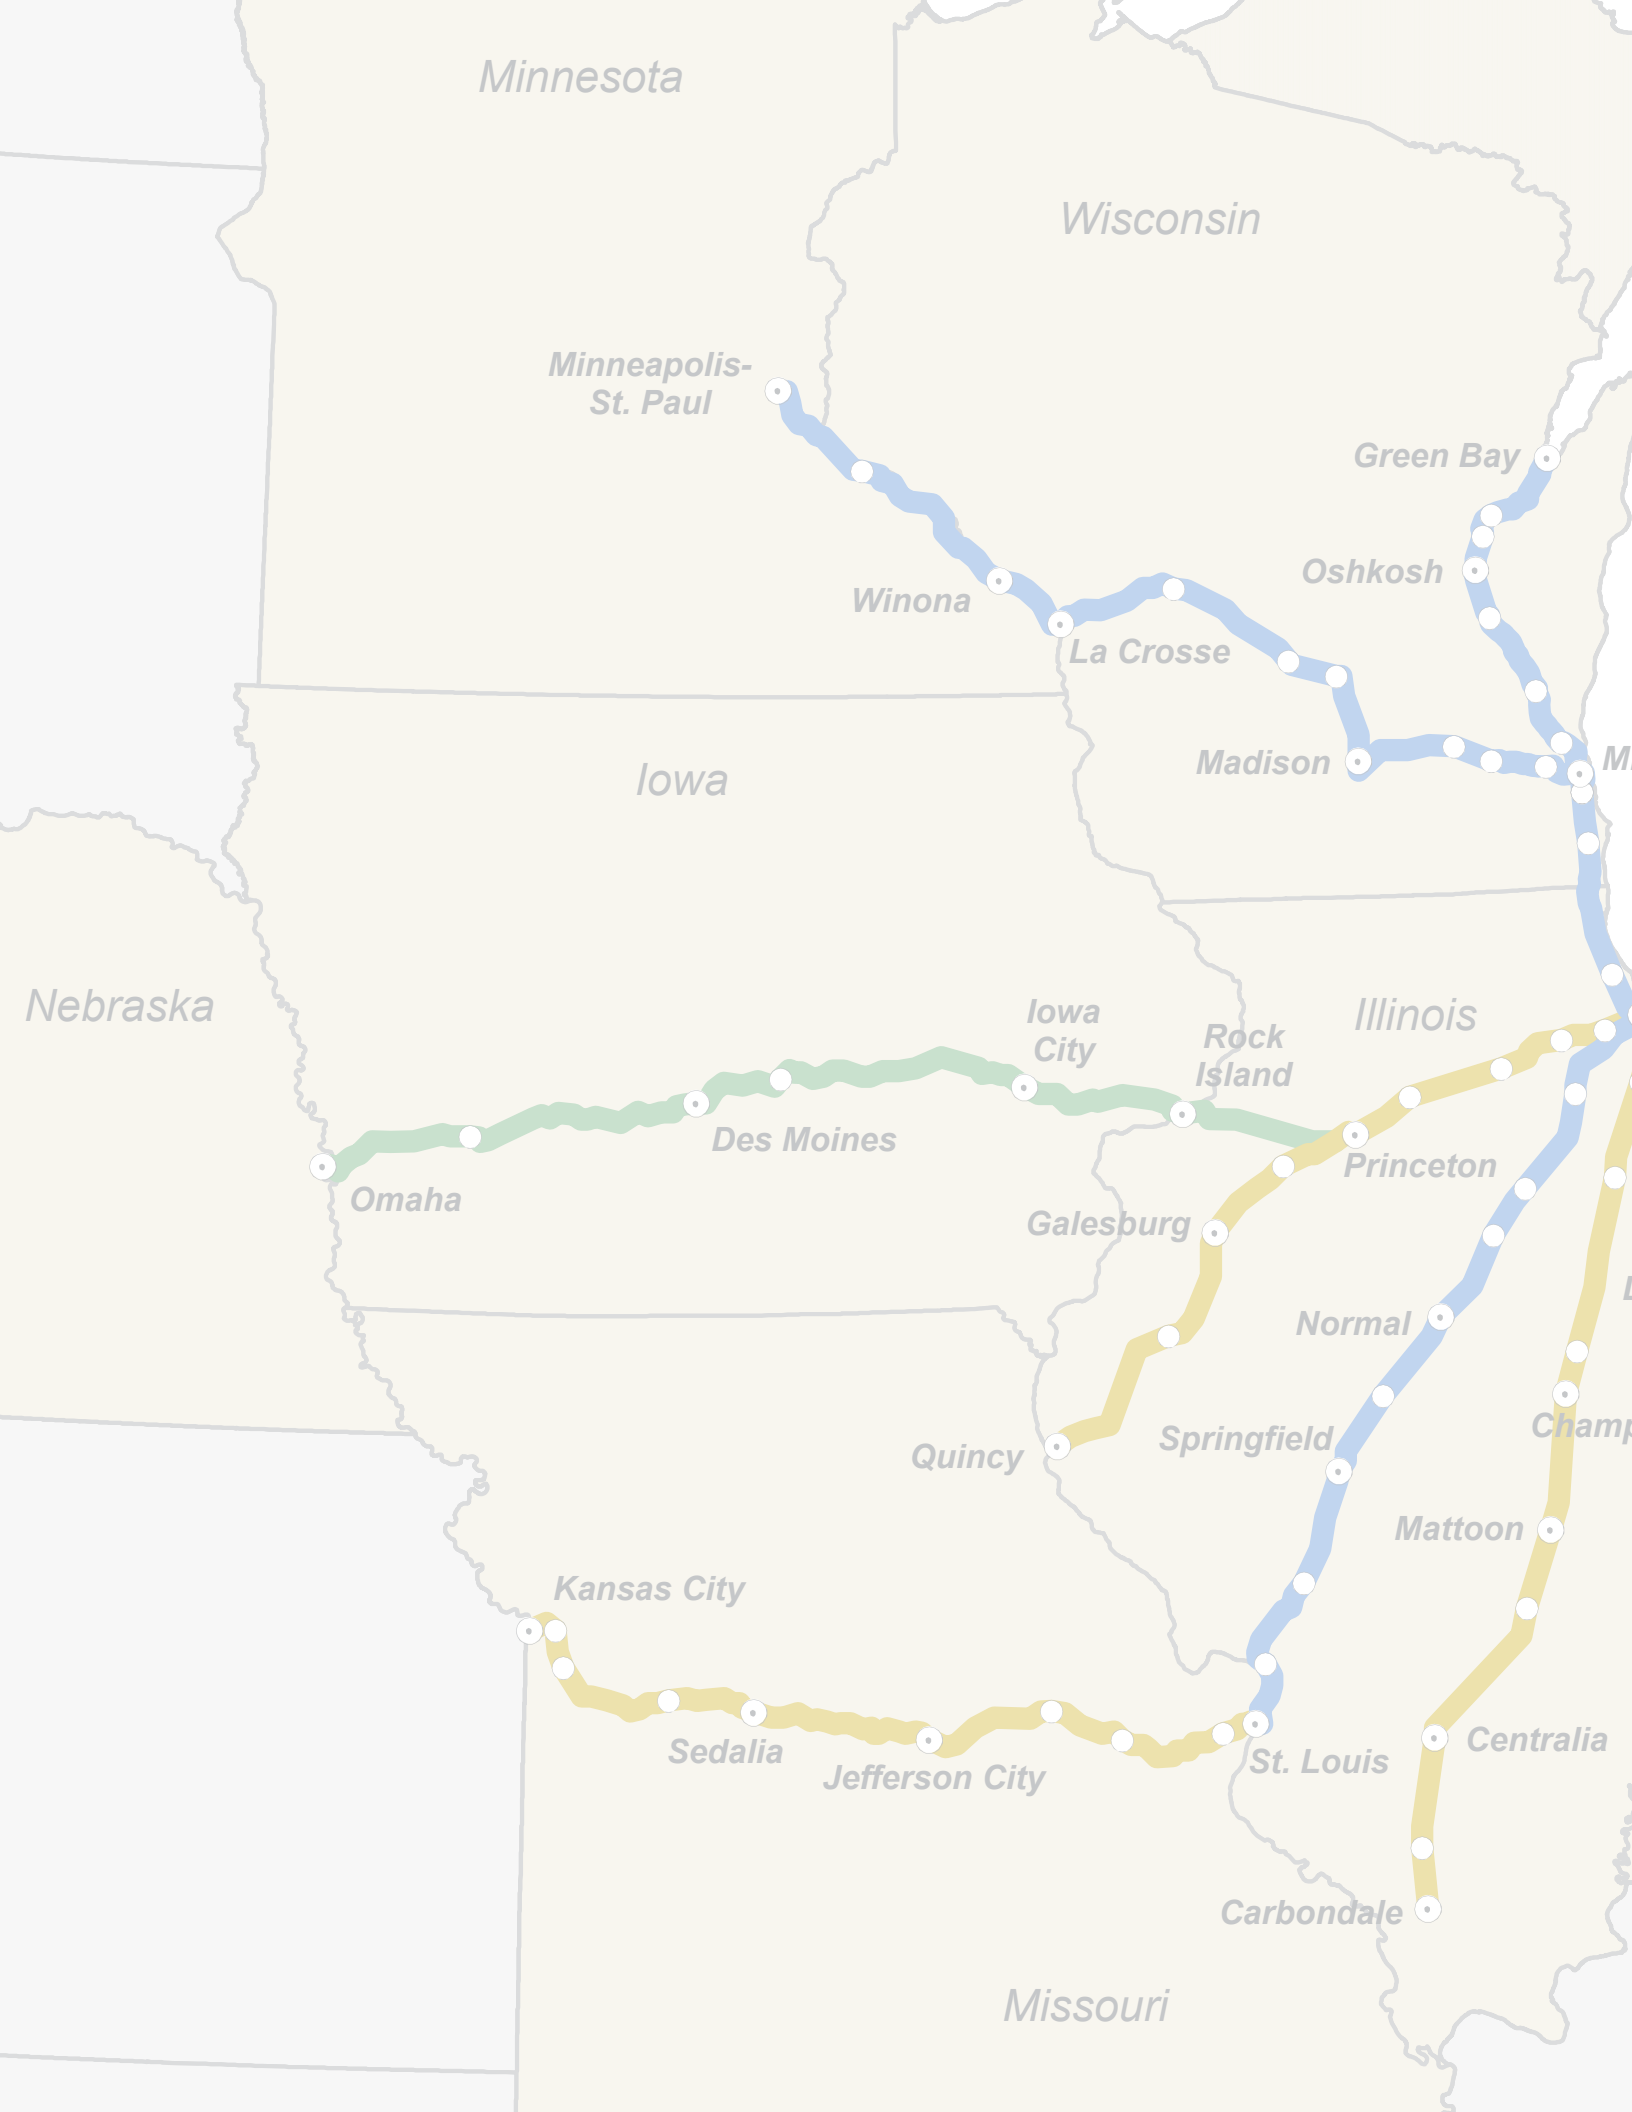 Minnesota
Wisconsin
Minneapolis-
St. Paul
Green Bay
Oshkosh
Winona
La Crosse
Madison
Iowa
Nebraska
Iowa
City
Rock
Island
Illinois
Des Moines
Princeton
Omaha
Galesburg
Normal
Quincy
Springfield
Mattoon
Kansas City
Sedalia
Jefferson City
St. Louis
Centralia
Carbondale
Missouri